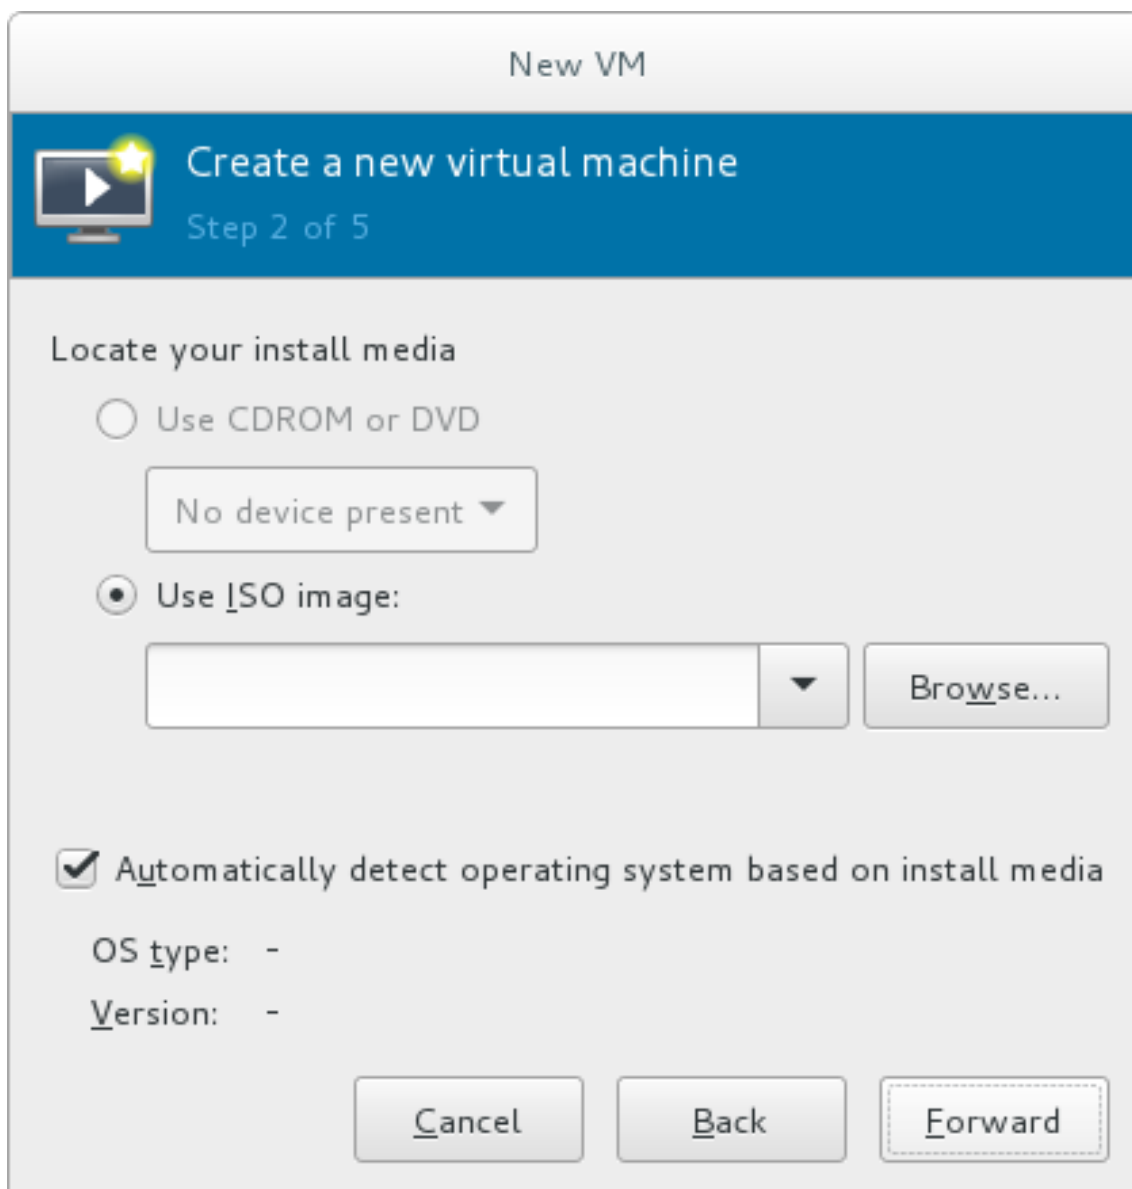 New VM
Create a new virtual machine
Step 2 of 5
Locate your install media
Use CDROM or DVD
No device present
Use ISO image:
Browse...
Automatically detect operating system based on install media
OS type: -
Version: -
Cancel Back Forward